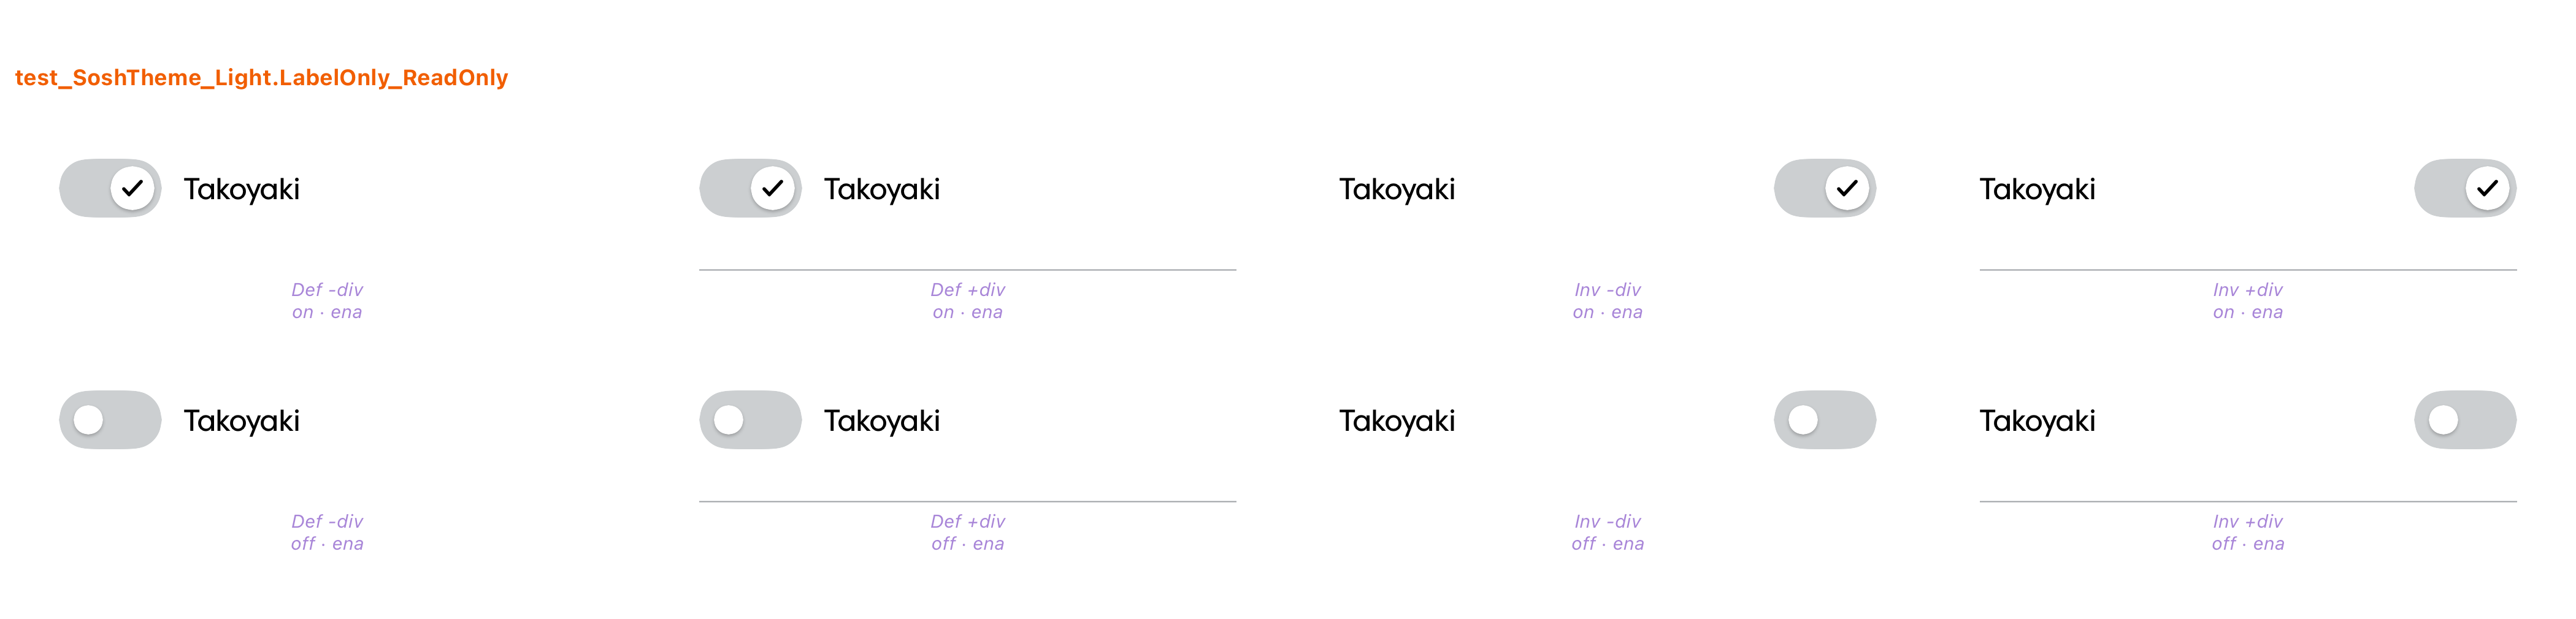 test_SoshTheme_Light.LabelOnly_ReadOnly
Takoyaki
Takoyaki
Takoyaki
Takoyaki
Def -div
on · ena
Def +div
on · ena
Inv -div
on · ena
Inv +div
on · ena
Takoyaki
Takoyaki
Takoyaki
Takoyaki
Def -div
off · ena
Def +div
off · ena
Inv -div
off · ena
Inv +div
off · ena